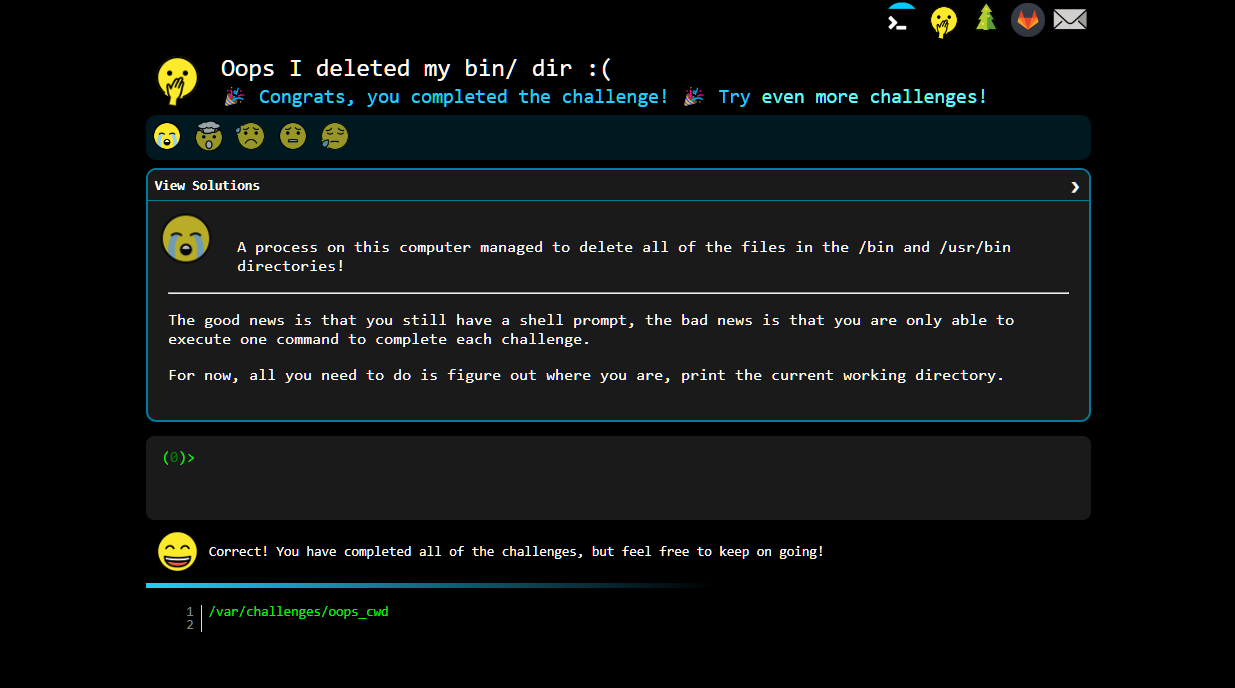 Oops I deleted my bin/ dir :(
🎉 Congrats, you completed the challenge! 🎉 Try even more challenges!
View Solutions ❯
A process on this computer managed to delete all of the files in the /bin and /usr/bin
directories!
The good news is that you still have a shell prompt, the bad news is that you are only able to
execute one command to complete each challenge.
For now, all you need to do is figure out where you are, print the current working directory.
(0)>
Correct! You have completed all of the challenges, but feel free to keep on going!
1 /var/challenges/oops_cwd
2